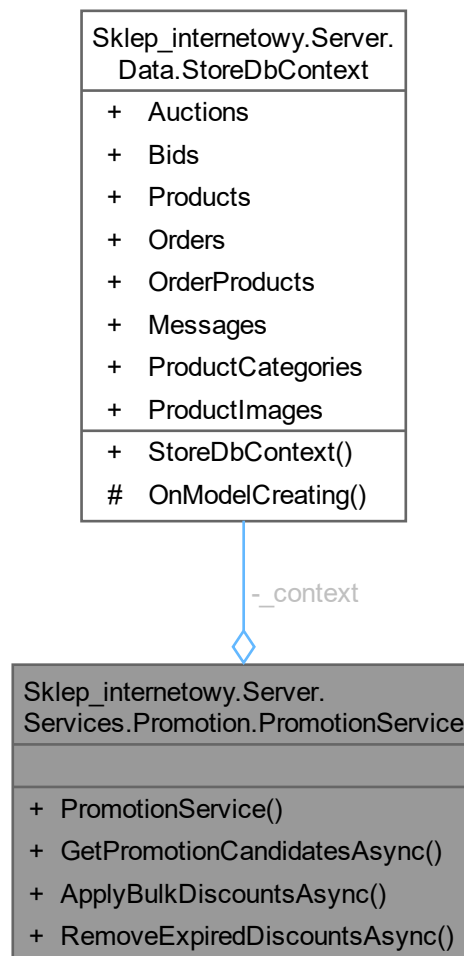 Sklep_internetowy.Server.
Data.StoreDbContext
+ Auctions
+ Bids
+ Products
+ Orders
+ OrderProducts
+ Messages
+ ProductCategories
+ ProductImages
+ StoreDbContext()
# OnModelCreating()
-_context
Sklep_internetowy.Server.
Services.Promotion.PromotionService
+ PromotionService()
+ GetPromotionCandidatesAsync()
+ ApplyBulkDiscountsAsync()
+ RemoveExpiredDiscountsAsync()